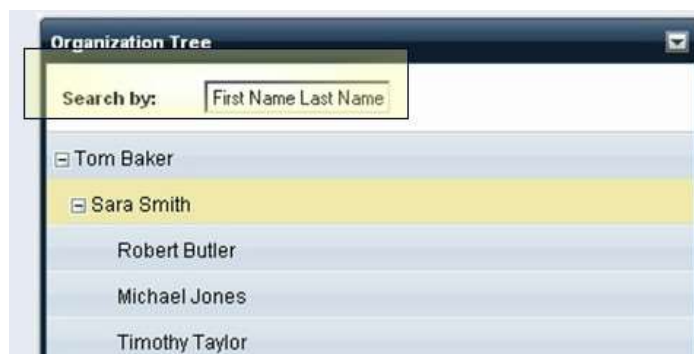 Organization Tree
Search by: First Name Last Name
Tom Baker
Sara Smith
Robert Butler
Michael Jones
Timothy Taylor